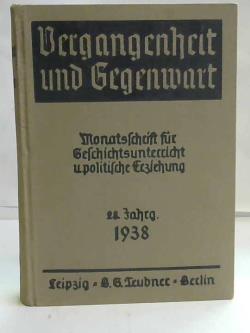 Vergangenheit
und Gegenwart
Monatsschrift für
Geschichtsunterricht
u. politische Erziehung
28. Jahrg.
1938
Leipzig • B. G. Teubner • Berlin